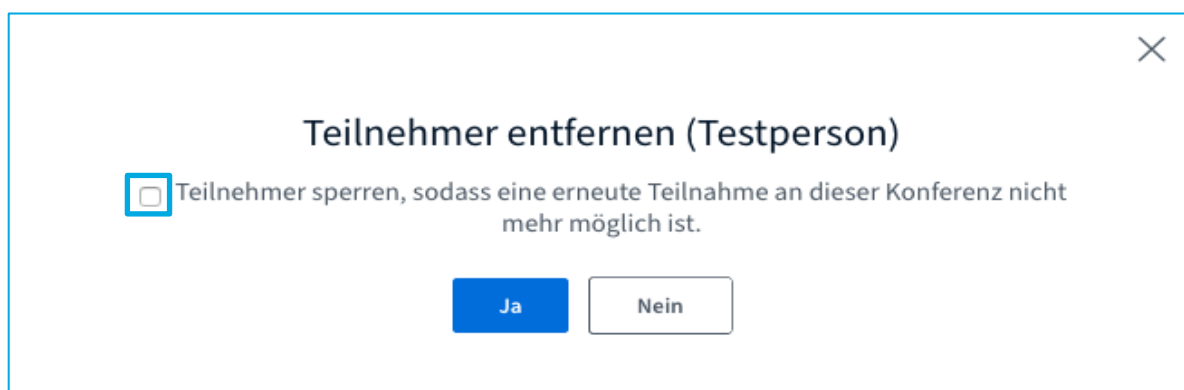 Teilnehmer entfernen (Testperson)
Teilnehmer sperren, sodass eine erneute Teilnahme an dieser Konferenz nicht
mehr möglich ist.
Ja
Nein